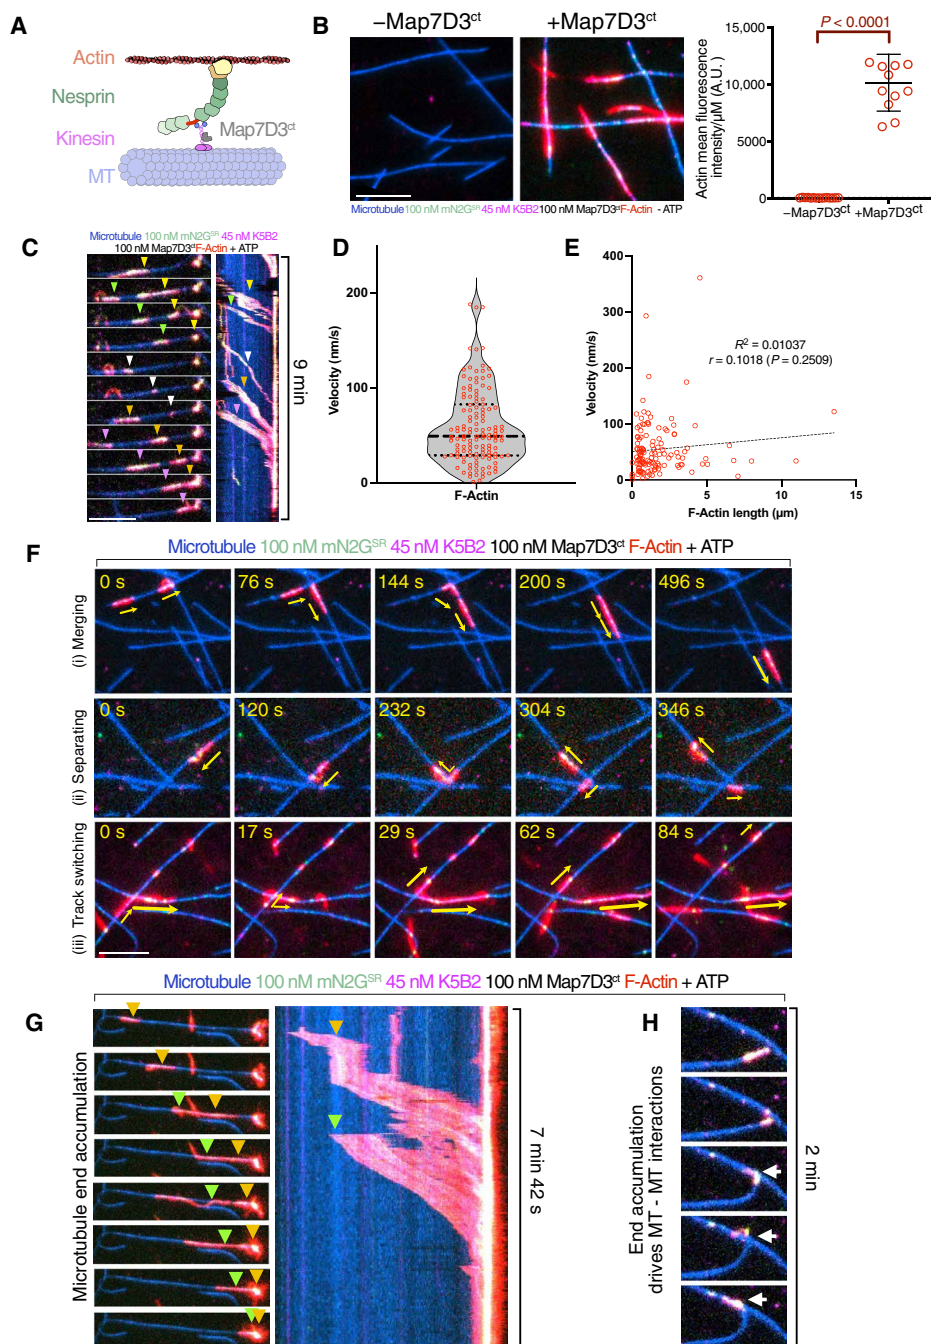 A
Actin
Nesprin
Kinesin
Map7D3ct
MT
B
−Map7D3ct
+Map7D3ct
Microtubule 100 nM mN2GSR 45 nM K5B2 100 nM Map7D3ct F-Actin - ATP
P < 0.0001
Actin mean fluorescence
intensity/µM (A.U.)
15,000
10,000
5000
0
−Map7D3ct
+Map7D3ct
C
Microtubule 100 nM mN2GSR 45 nM K5B2
100 nM Map7D3ct F-Actin + ATP
9 min
D
Velocity (nm/s)
200
100
0
F-Actin
E
Velocity (nm/s)
400
300
200
100
0
R2 = 0.01037
r = 0.1018 (P = 0.2509)
0
5
10
15
F-Actin length (µm)
F
Microtubule 100 nM mN2GSR 45 nM K5B2 100 nM Map7D3ct F-Actin + ATP
(i) Merging
0 s
76 s
144 s
200 s
496 s
(ii) Separating
0 s
120 s
232 s
304 s
346 s
(iii) Track switching
0 s
17 s
29 s
62 s
84 s
Microtubule 100 nM mN2GSR 45 nM K5B2 100 nM Map7D3ct F-Actin + ATP
G
Microtubule end accumulation
7 min 42 s
H
End accumulation
drives MT - MT interactions
2 min